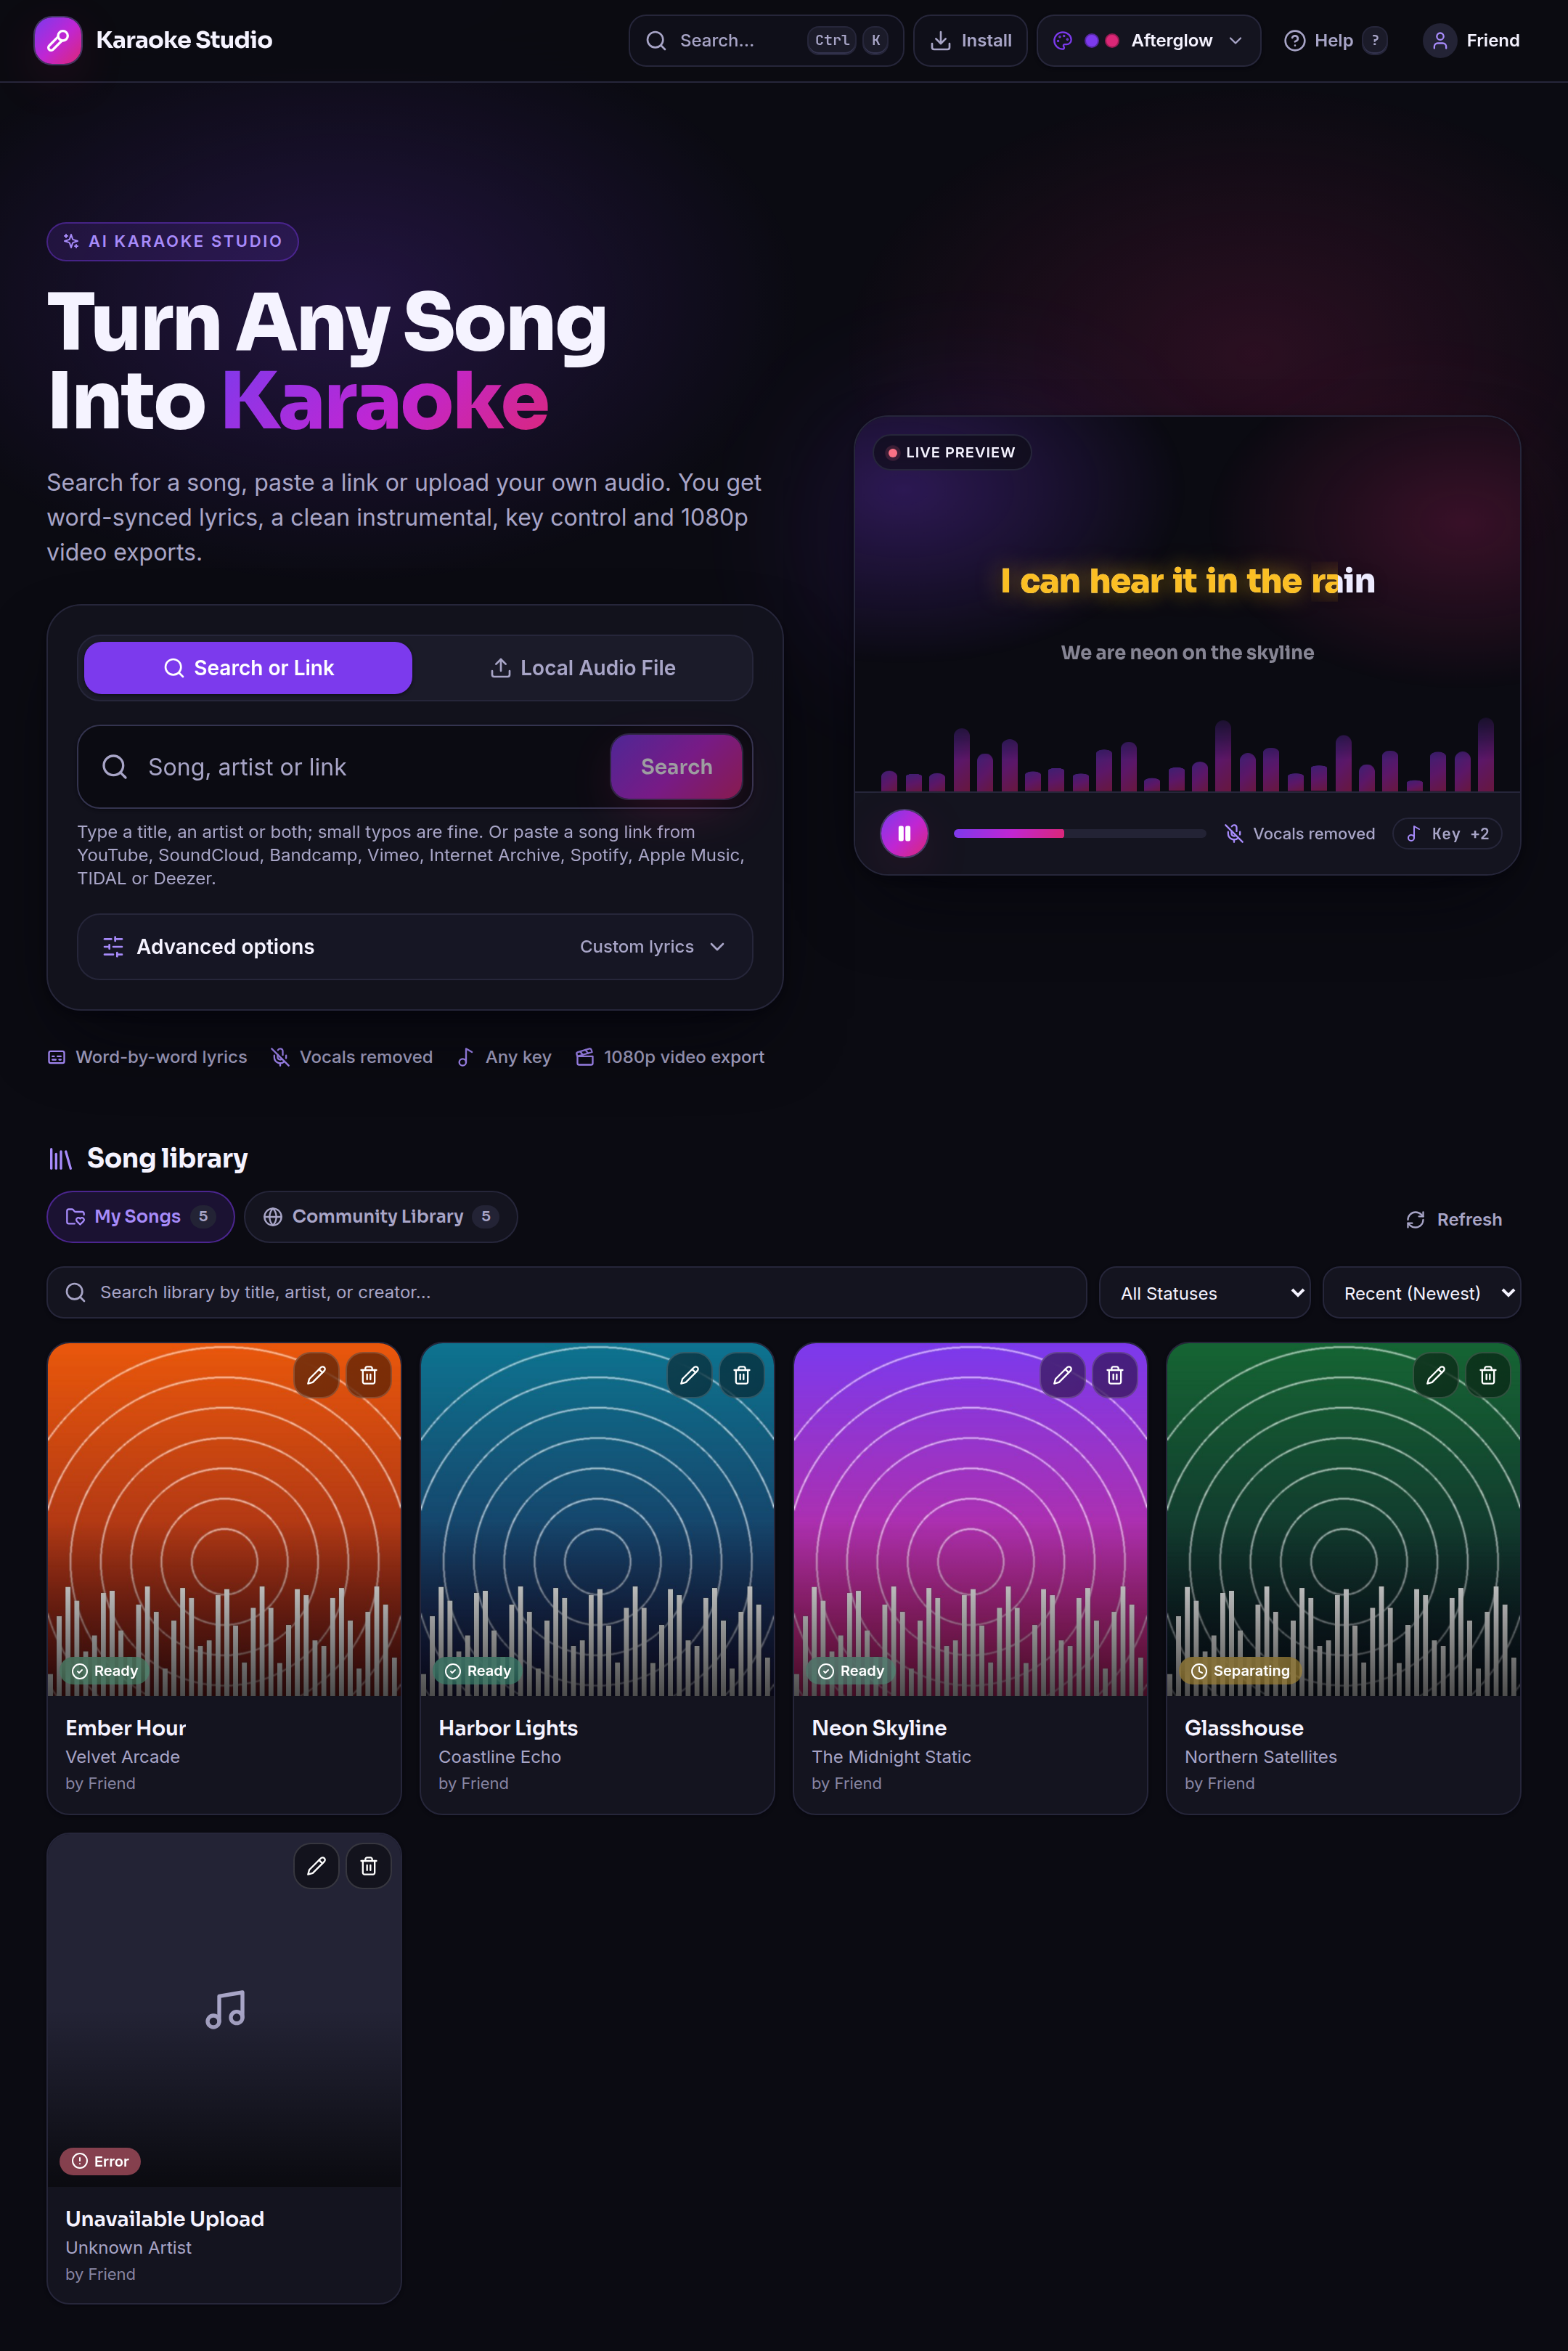 Karaoke Studio
Search...
Ctrl
K
Install
Afterglow
Help
?
Friend
AI KARAOKE STUDIO
Turn Any Song
Into Karaoke
Search for a song, paste a link or upload your own audio. You get
word-synced lyrics, a clean instrumental, key control and 1080p
video exports.
Search or Link
Local Audio File
Song, artist or link
Search
Type a title, an artist or both; small typos are fine. Or paste a song link from
YouTube, SoundCloud, Bandcamp, Vimeo, Internet Archive, Spotify, Apple Music,
TIDAL or Deezer.
Advanced options
Custom lyrics
Word-by-word lyrics
Vocals removed
Any key
1080p video export
LIVE PREVIEW
I can hear it in the rain
We are neon on the skyline
Vocals removed
Key +2
Song library
My Songs
5
Community Library
5
Refresh
Search library by title, artist, or creator...
All Statuses
Recent (Newest)
Ready
Ember Hour
Velvet Arcade
by Friend
Ready
Harbor Lights
Coastline Echo
by Friend
Ready
Neon Skyline
The Midnight Static
by Friend
Separating
Glasshouse
Northern Satellites
by Friend
Error
Unavailable Upload
Unknown Artist
by Friend